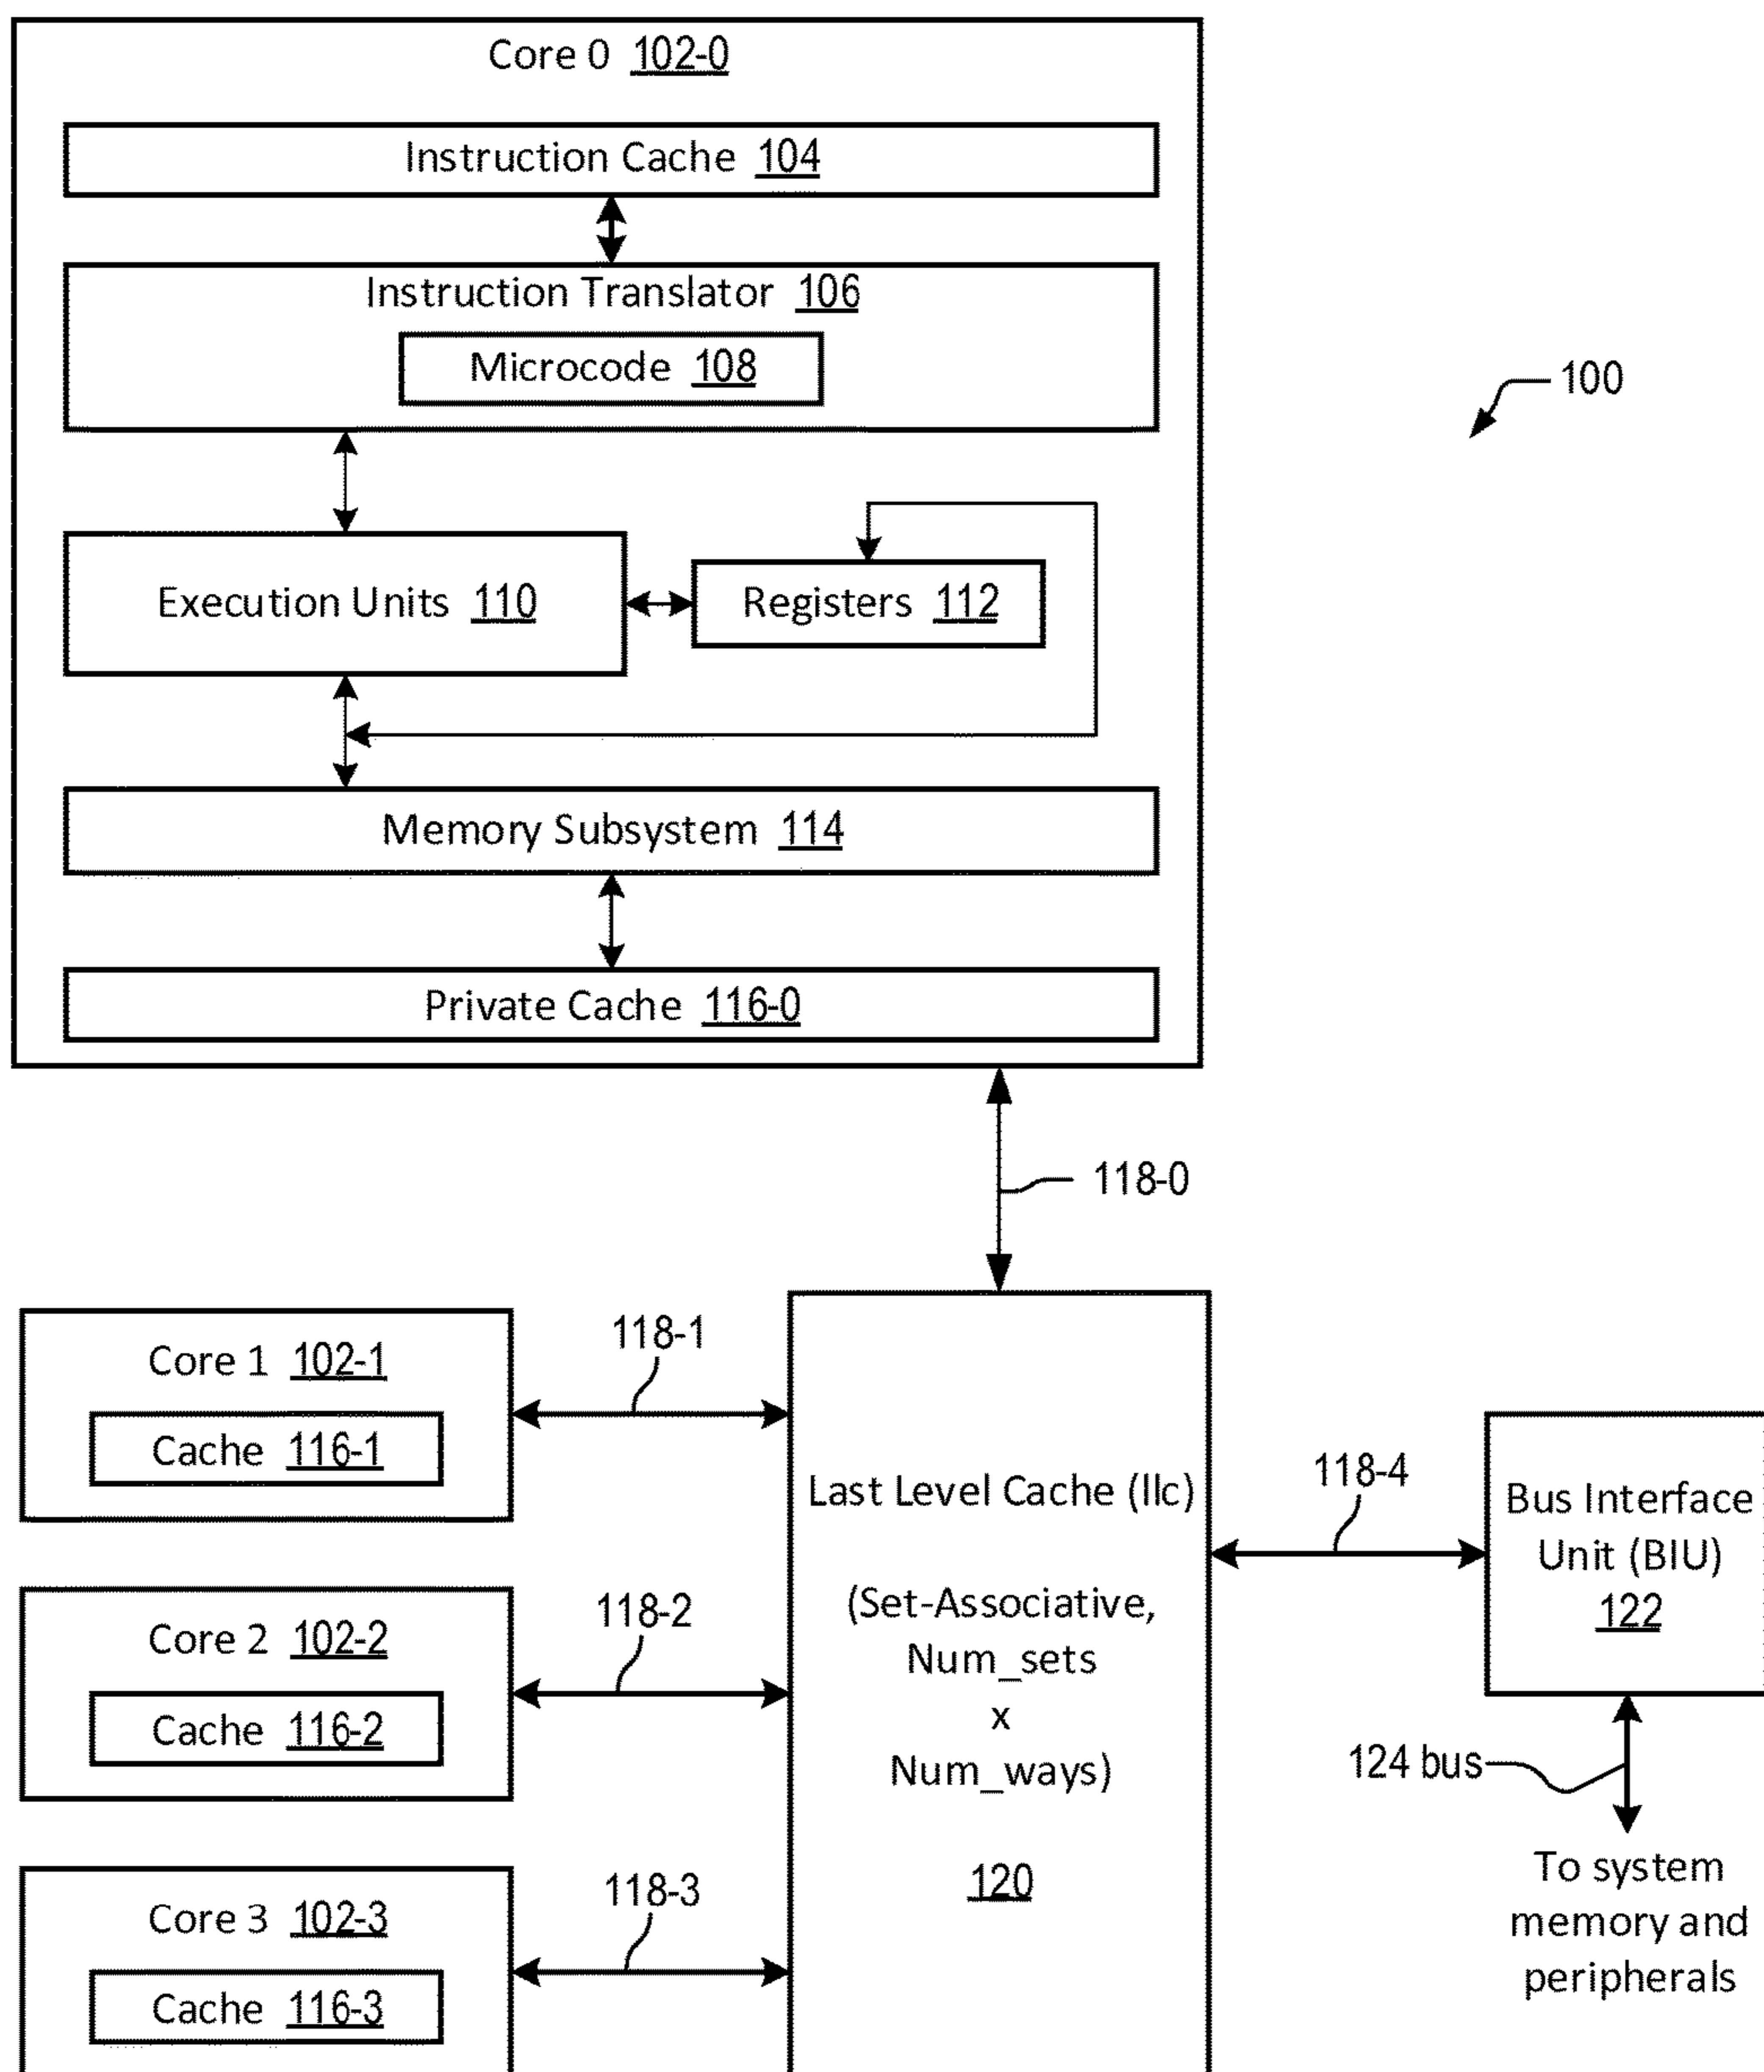 Core 0 102-0
Instruction Cache 104
Instruction Translator 106
Microcode 108
100
Execution Units 110
Registers 112
Memory Subsystem 114
Private Cache 116-0
118-0
Core 1 102-1
Cache 116-1
118-1
Core 2 102-2
Cache 116-2
118-2
Core 3 102-3
Cache 116-3
118-3
Last Level Cache (llc)
(Set-Associative,
Num_sets
x
Num_ways)
120
118-4
Bus Interface
Unit (BIU)
122
124 bus
To system
memory and
peripherals